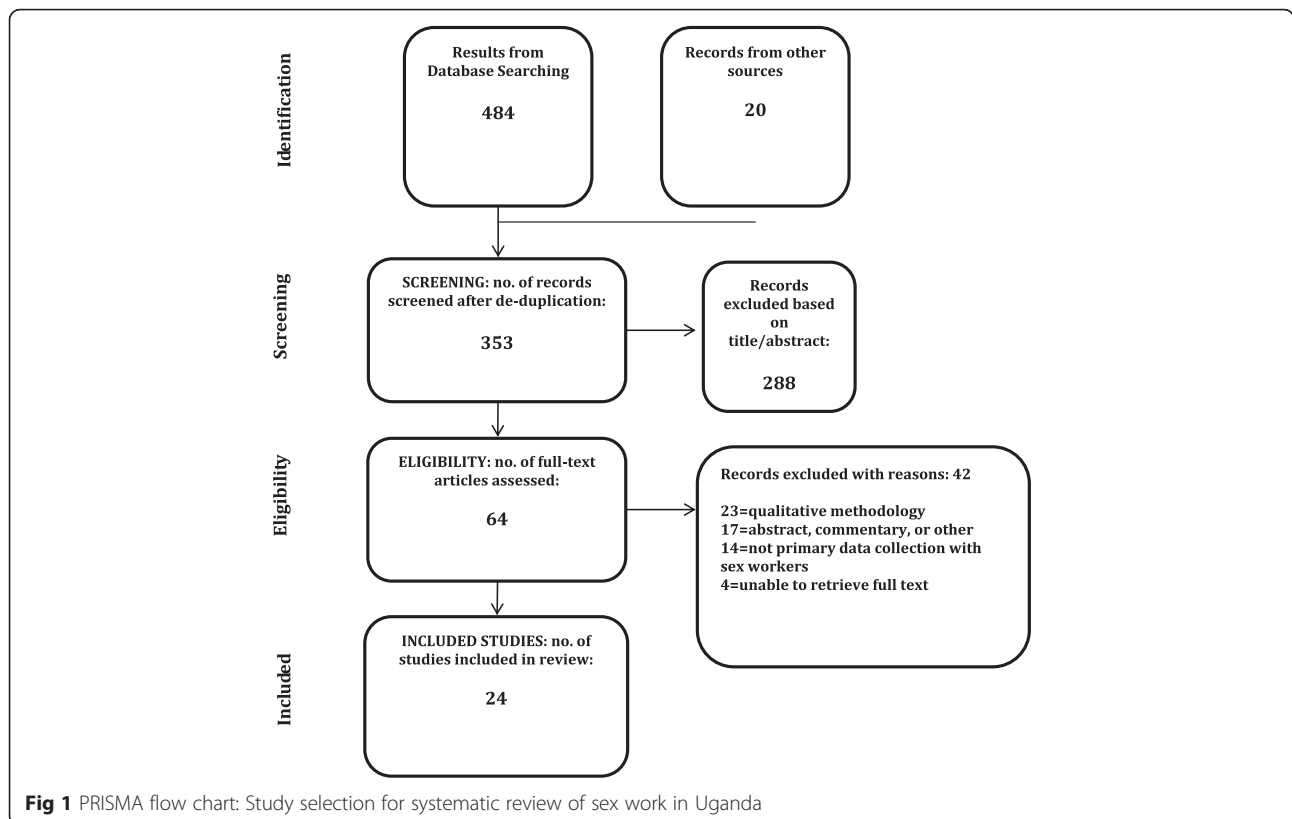 Identification
Results from
Database Searching
484
Records from other
sources
20
Screening
SCREENING: no. of records
screened after de-duplication:
353
Records
excluded based
on
title/abstract:
288
Eligibility
ELIGIBILITY: no. of full-text
articles assessed:
64
Records excluded with reasons: 42
23=qualitative methodology
17=abstract, commentary, or other
14=not primary data collection with
sex workers
4=unable to retrieve full text
Included
INCLUDED STUDIES: no. of
studies included in review:
24
Fig 1 PRISMA flow chart: Study selection for systematic review of sex work in Uganda